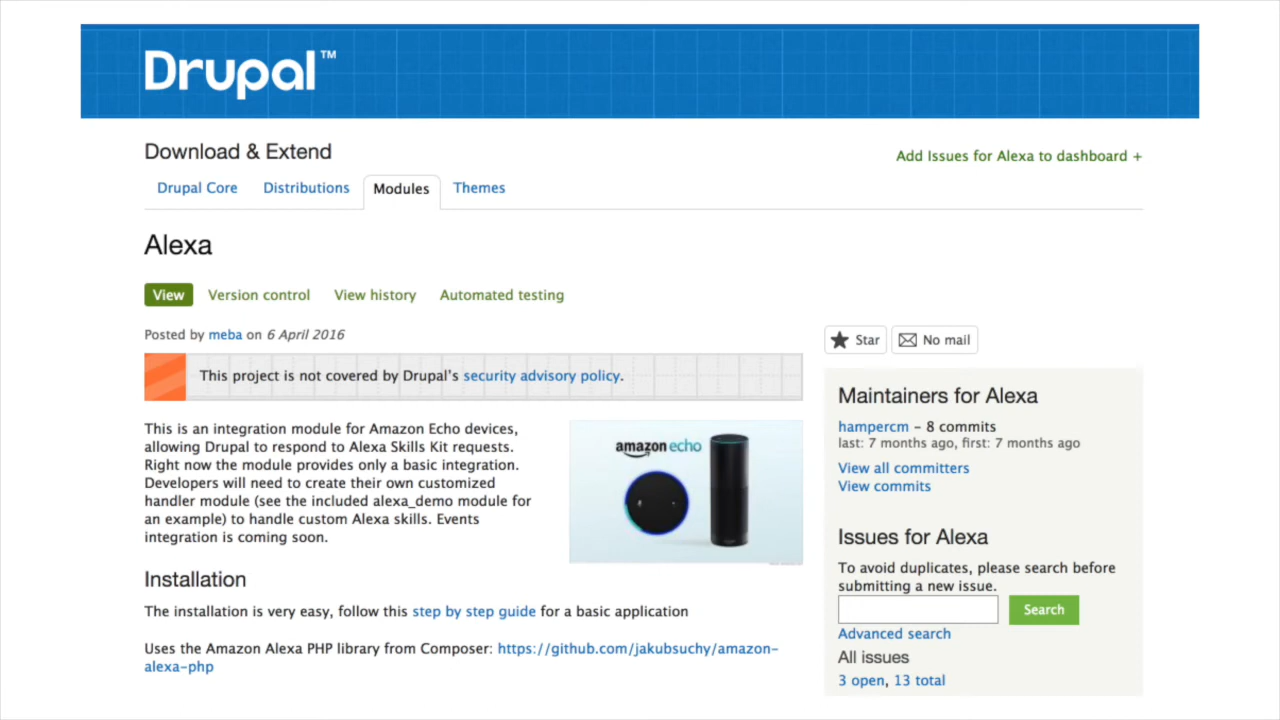 Drupal™
Download & Extend
Add Issues for Alexa to dashboard +
Drupal Core
Distributions
Modules
Themes
Alexa
View
Version control
View history
Automated testing
Posted by meba on 6 April 2016
This project is not covered by Drupal's security advisory policy.
This is an integration module for Amazon Echo devices,
allowing Drupal to respond to Alexa Skills Kit requests.
Right now the module provides only a basic integration.
Developers will need to create their own customized
handler module (see the included alexa_demo module for
an example) to handle custom Alexa skills. Events
integration is coming soon.
amazon echo
Installation
The installation is very easy, follow this step by step guide for a basic application
Uses the Amazon Alexa PHP library from Composer: https://github.com/jakubsuchy/amazon-
alexa-php
Star
No mail
Maintainers for Alexa
hampercm – 8 commits
last: 7 months ago, first: 7 months ago
View all committers
View commits
Issues for Alexa
To avoid duplicates, please search before
submitting a new issue.
Search
Advanced search
All issues
3 open, 13 total